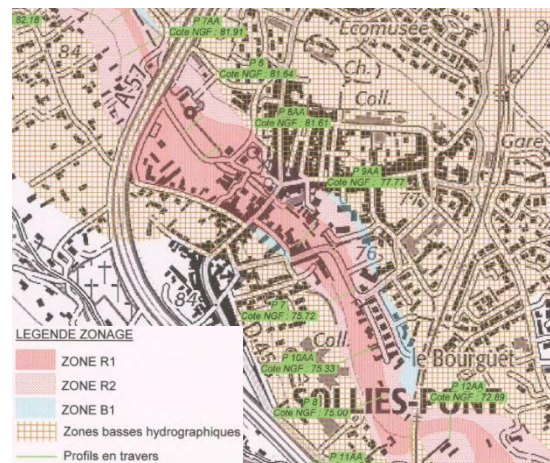 82.18
P 7AA
Cote NGF : 81.91
84
A 57
P 6
Cote NGF : 81.64
Ecomusée
Ch.)
P 8AA
Cote NGF : 81.61
Coll.
Gare
P 9AA
Cote NGF : 77.77
76
84
P 7
Cote NGF : 75.72
LEGENDE ZONAGE
ZONE R1
ZONE R2
ZONE B1
Zones basses hydrographiques
Profils en travers
Coll.
P 10AA
Cote NGF : 75.33
le Bourguet
P 8
Cote NGF : 75.00
OLLIÈS-PONT
P 12AA
Cote NGF : 72.89
P 11AA